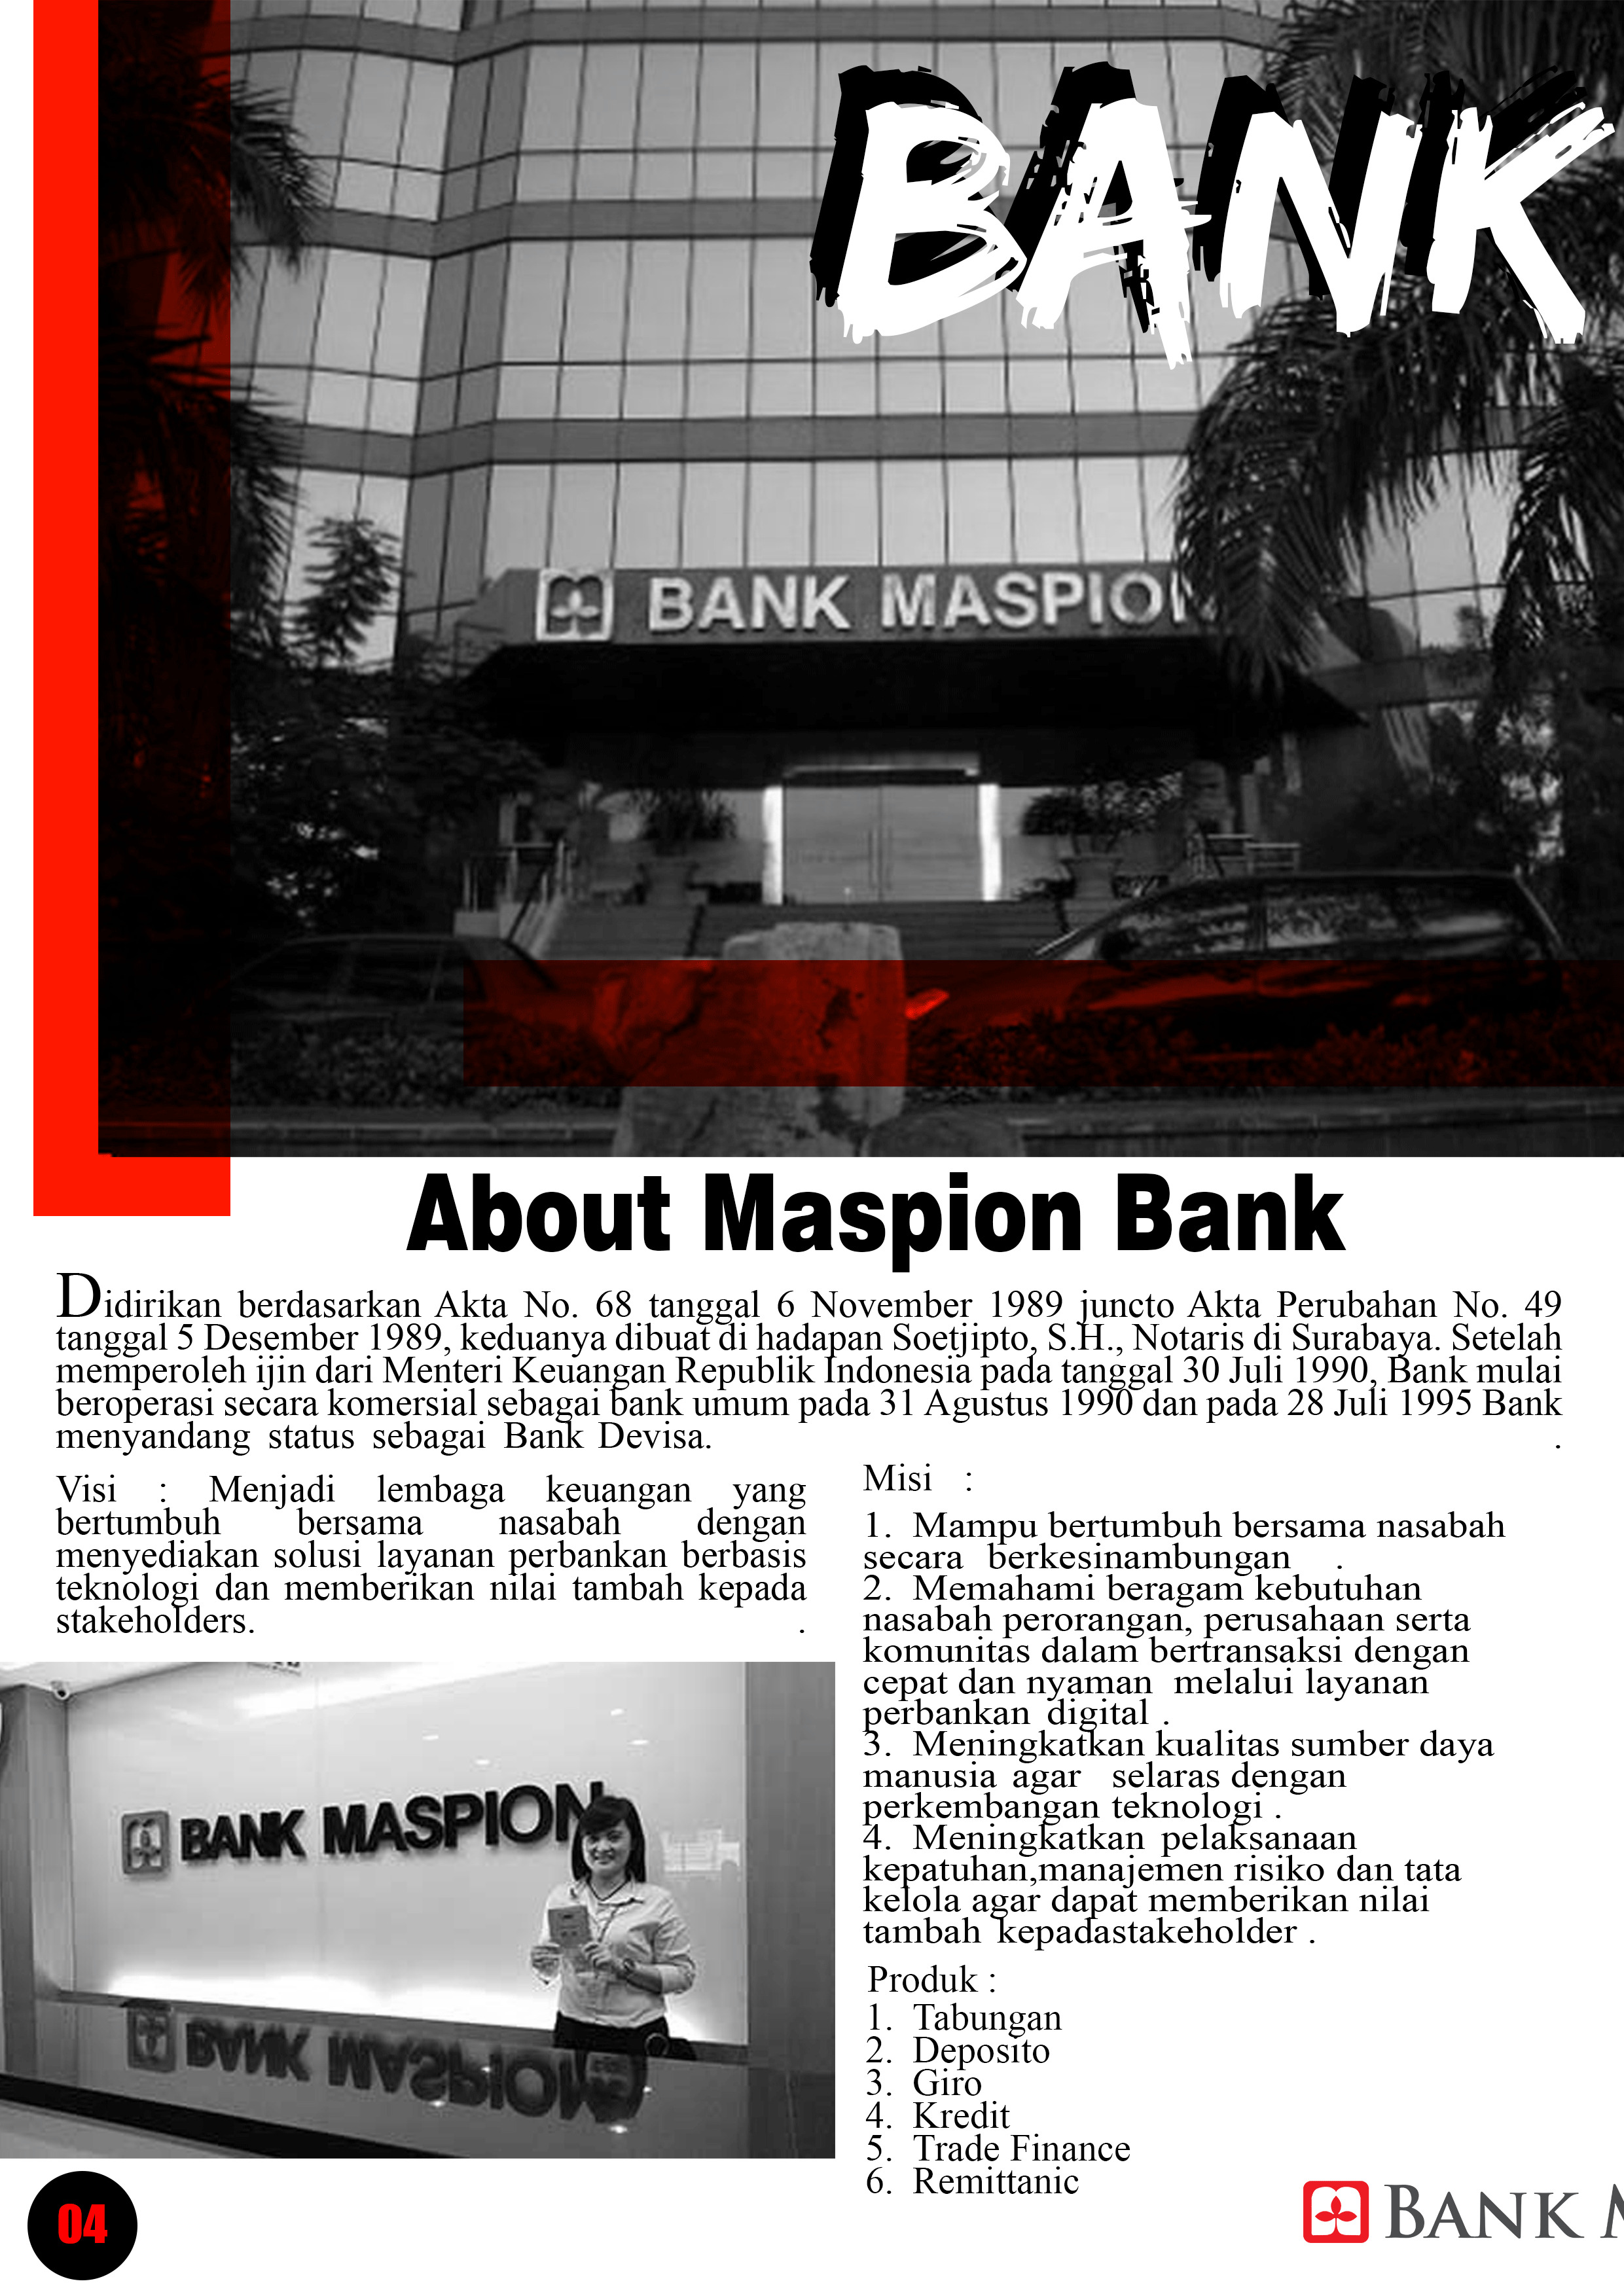 BANK
BANK MASPION
About Maspion Bank
Didirikan berdasarkan Akta No. 68 tanggal 6 November 1989 juncto Akta Perubahan No. 49
tanggal 5 Desember 1989, keduanya dibuat di hadapan Soetjipto, S.H., Notaris di Surabaya. Setelah
memperoleh ijin dari Menteri Keuangan Republik Indonesia pada tanggal 30 Juli 1990, Bank mulai
beroperasi secara komersial sebagai bank umum pada 31 Agustus 1990 dan pada 28 Juli 1995 Bank
menyandang status sebagai Bank Devisa. .
Visi : Menjadi lembaga keuangan yang
bertumbuh bersama nasabah dengan
menyediakan solusi layanan perbankan berbasis
teknologi dan memberikan nilai tambah kepada
stakeholders. .
BANK MASPION
Misi :
1. Mampu bertumbuh bersama nasabah
secara berkesinambungan .
2. Memahami beragam kebutuhan
nasabah perorangan, perusahaan serta
komunitas dalam bertransaksi dengan
cepat dan nyaman melalui layanan
perbankan digital .
3. Meningkatkan kualitas sumber daya
manusia agar selaras dengan
perkembangan teknologi .
4. Meningkatkan pelaksanaan
kepatuhan,manajemen risiko dan tata
kelola agar dapat memberikan nilai
tambah kepadastakeholder .
Produk :
1. Tabungan
2. Deposito
3. Giro
4. Kredit
5. Trade Finance
6. Remittanic
04
BANK M